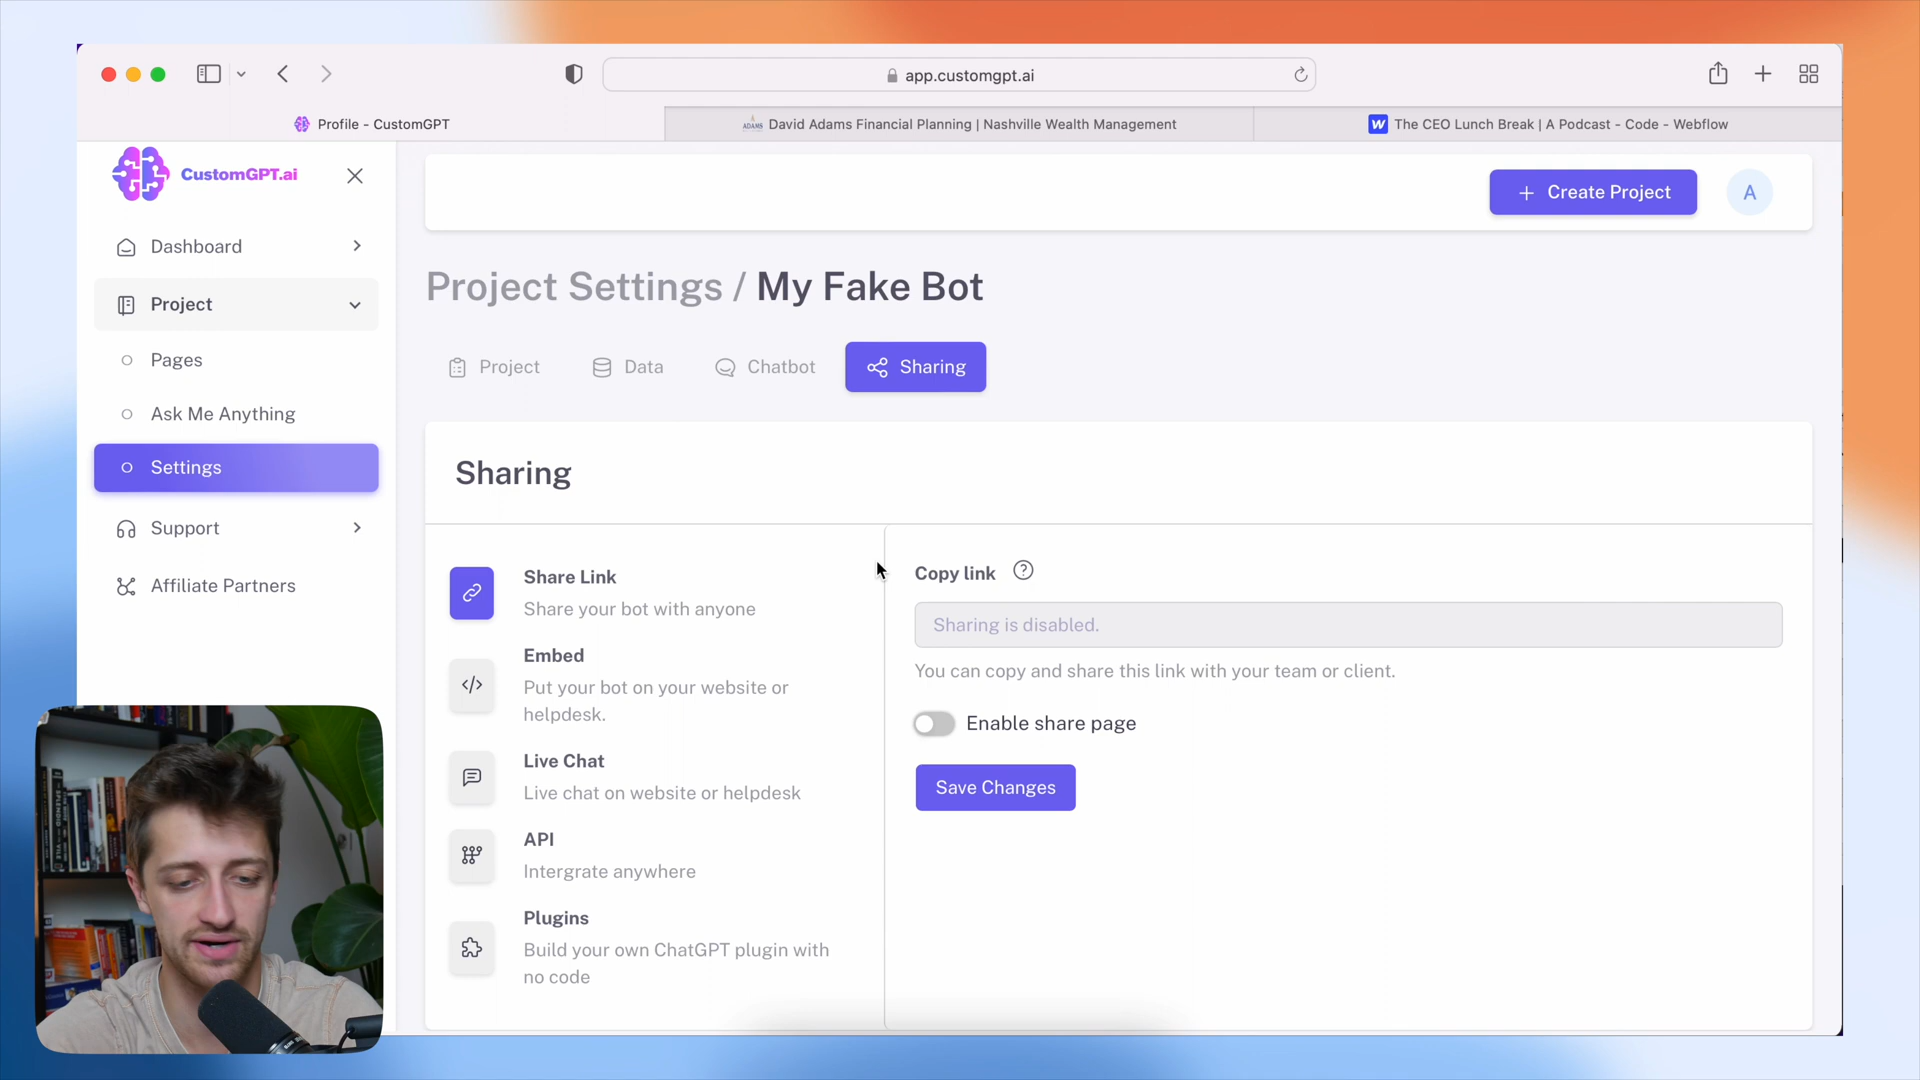 app.customgpt.ai
Profile - CustomGPT
ADAMS
David Adams Financial Planning | Nashville Wealth Management
W
The CEO Lunch Break | A Podcast - Code - Webflow
CustomGPT.ai
Create Project
A
Dashboard
Project
Pages
Ask Me Anything
Settings
Support
Affiliate Partners
Project Settings / My Fake Bot
Project
Data
Chatbot
Sharing
Sharing
Share Link
Share your bot with anyone
Embed
Put your bot on your website or
helpdesk.
Live Chat
Live chat on website or helpdesk
API
Intergrate anywhere
Plugins
Build your own ChatGPT plugin with
no code
Copy link
Sharing is disabled.
You can copy and share this link with your team or client.
Enable share page
Save Changes